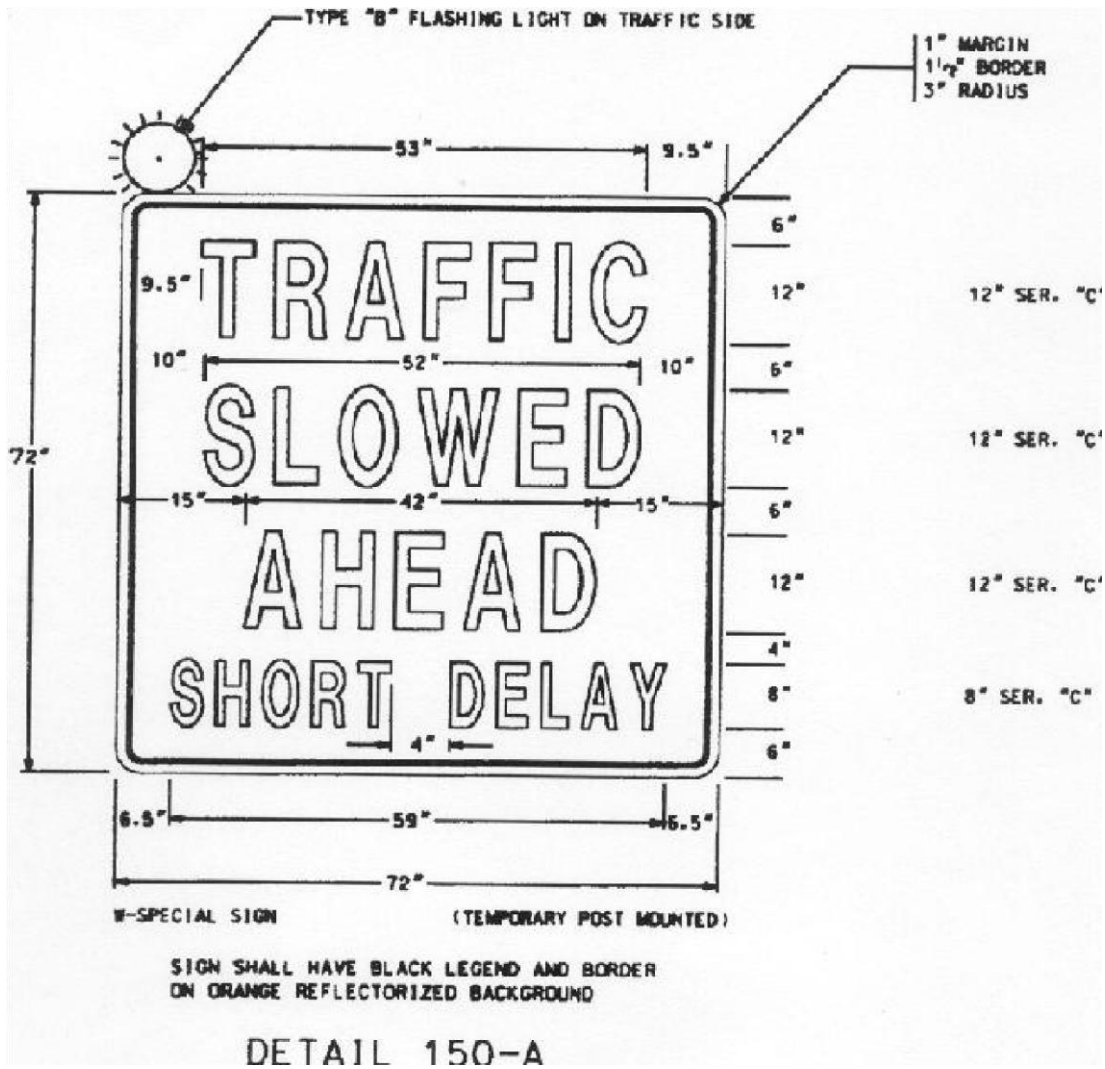 TYPE "B" FLASHING LIGHT ON TRAFFIC SIDE
1" MARGIN
1 1/2" BORDER
3" RADIUS
53"
9.5"
6"
TRAFFIC
9.5"
12"
12" SER. "C"
10"
52"
10"
6"
SLOWED
72"
12"
12" SER. "C"
15"
42"
15"
6"
AHEAD
12"
12" SER. "C"
4"
SHORT DELAY
8"
8" SER. "C"
4"
6"
6.5"
59"
6.5"
72"
W-SPECIAL SIGN
(TEMPORARY POST MOUNTED)
SIGN SHALL HAVE BLACK LEGEND AND BORDER
ON ORANGE REFLECTORIZED BACKGROUND
DETAIL 150-A